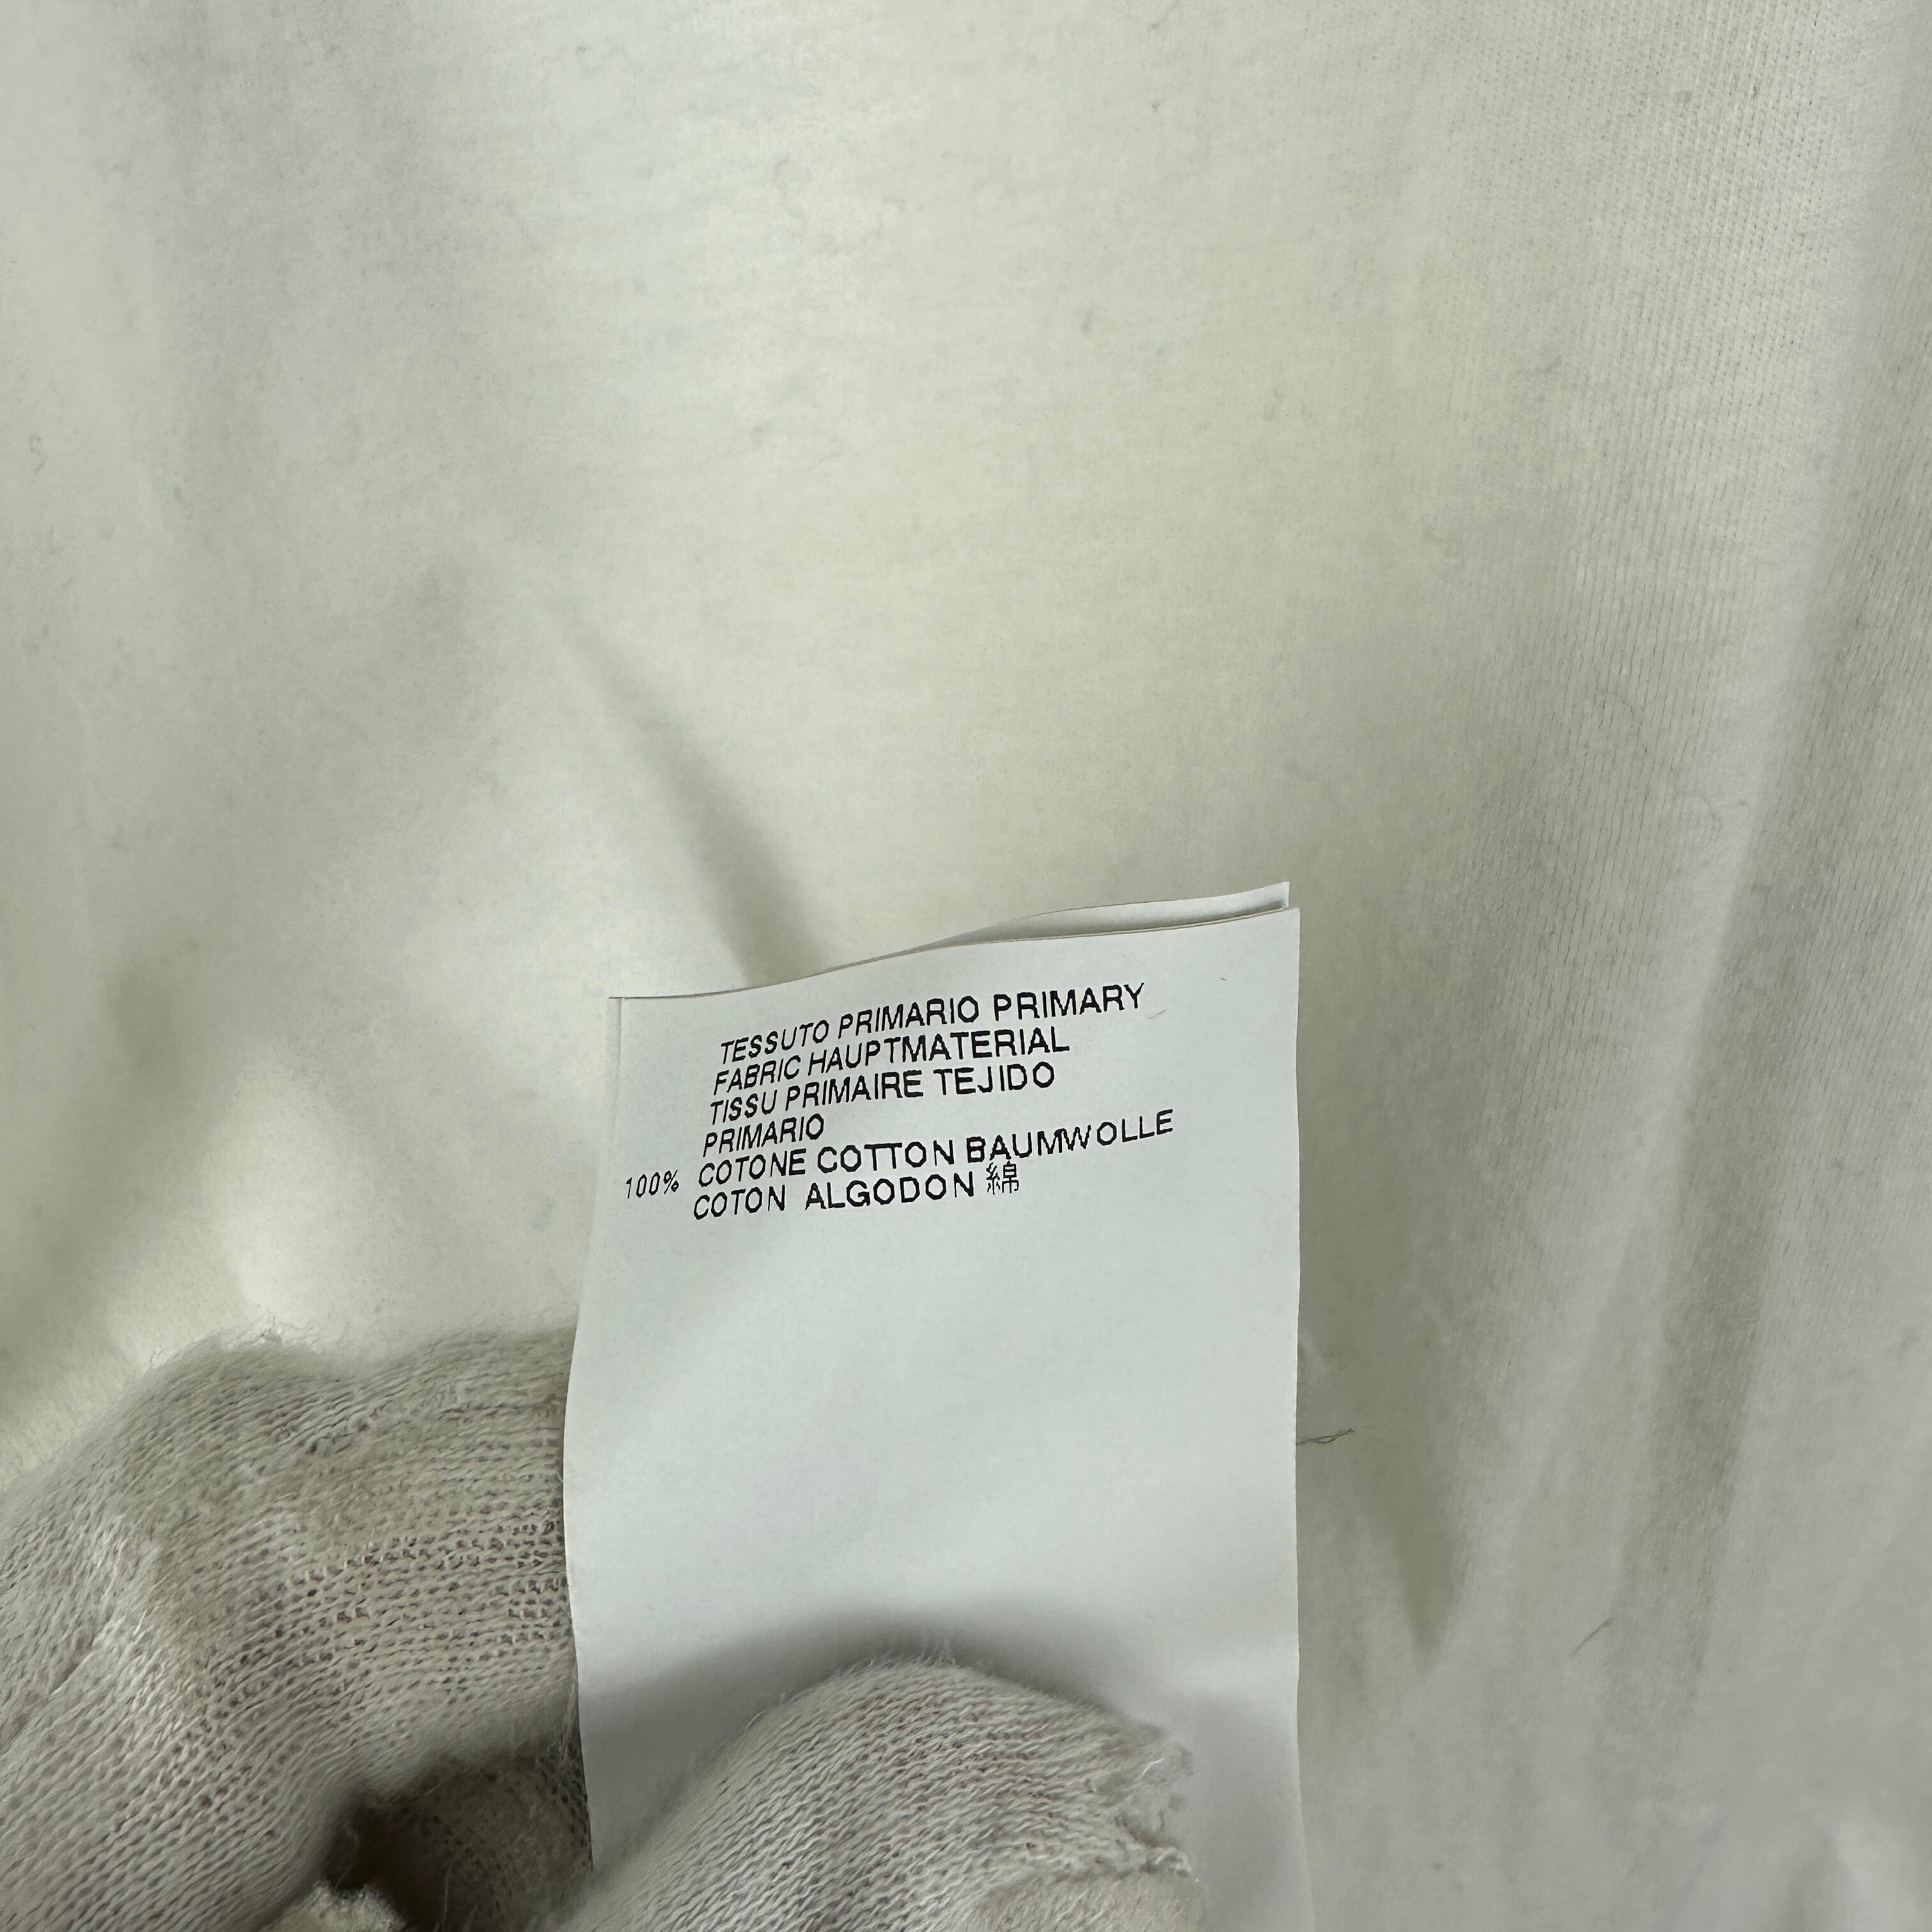 TESSUTO PRIMARIO PRIMARY
FABRIC HAUPTMATERIAL
TISSU PRIMAIRE TEJIDO
PRIMARIO
100% COTONE COTTON BAUMWOLLE
COTON ALGODON 綿